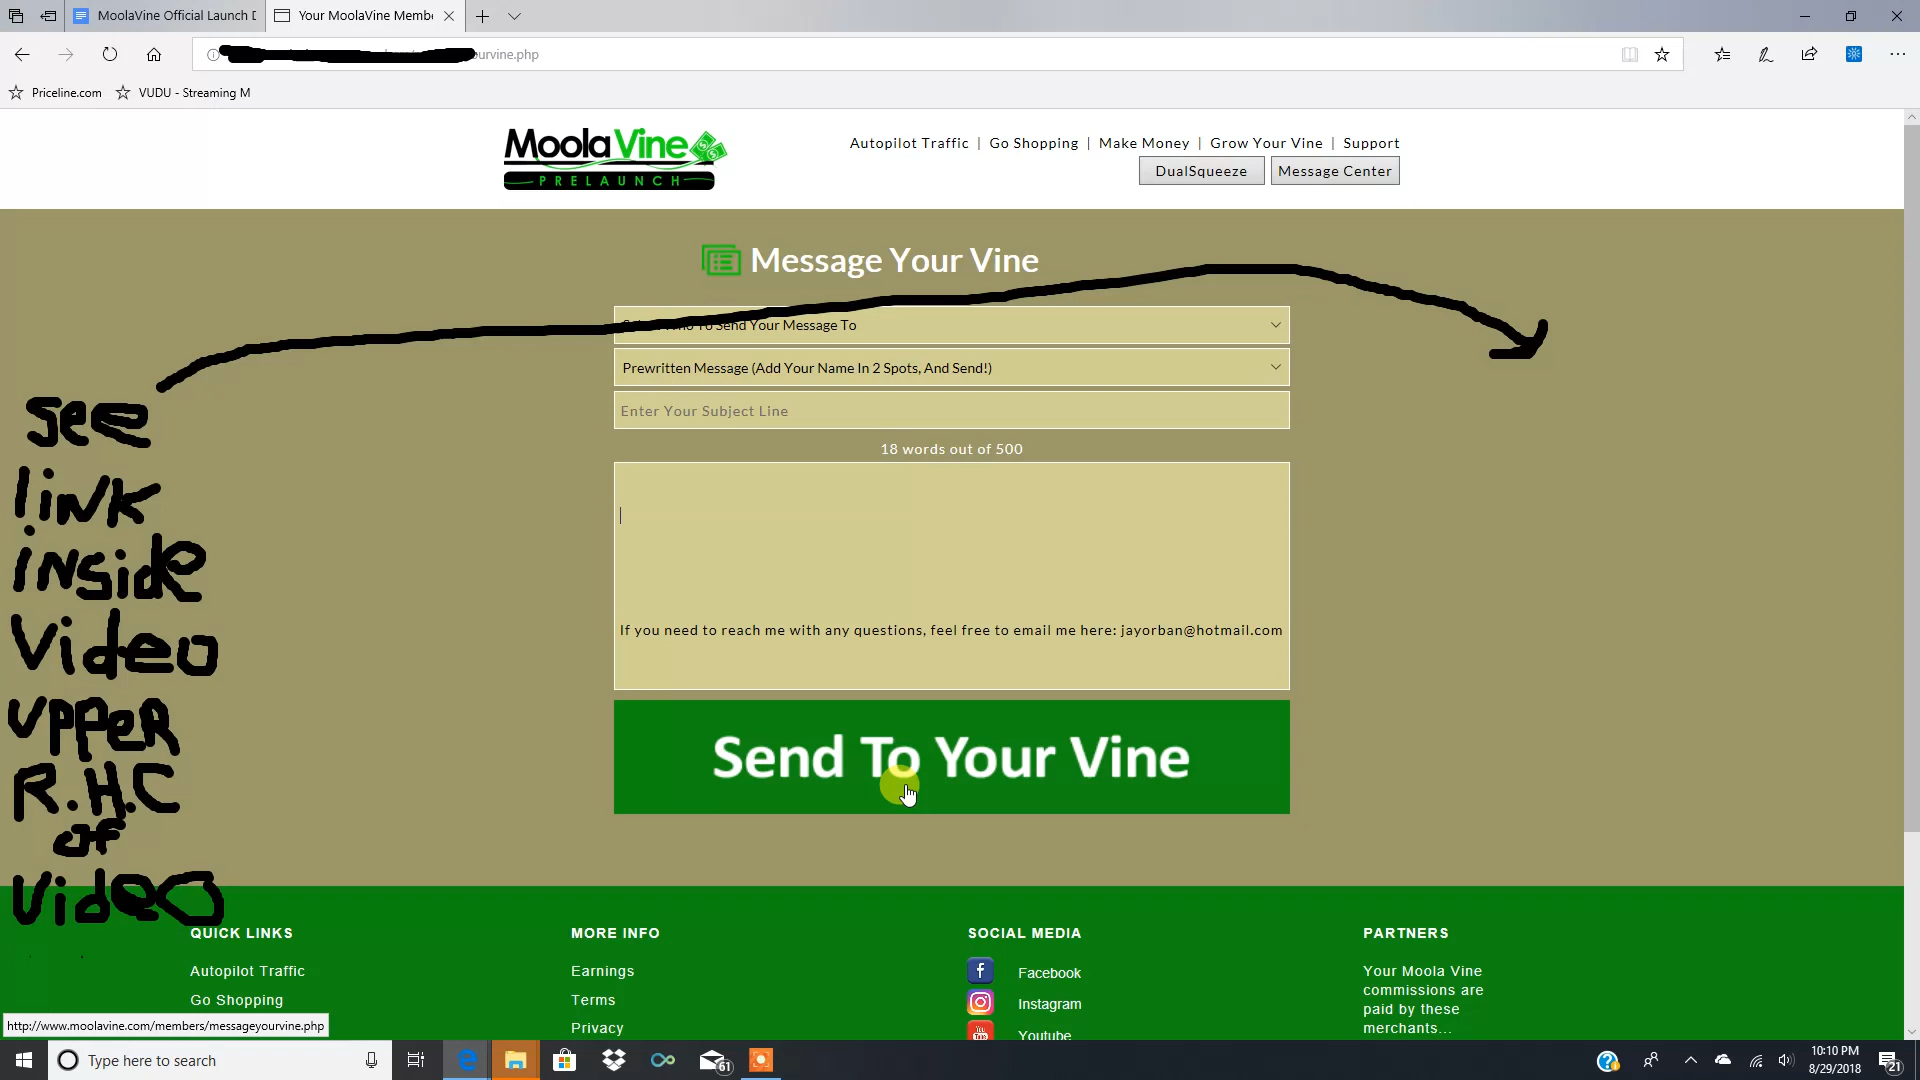 MoolaVine Official Launch D
Your MoolaVine Membe
urvine.php
Priceline.com
VUDU - Streaming M
MoolaVine
PRELAUNCH
Autopilot Traffic | Go Shopping | Make Money | Grow Your Vine | Support
DualSqueeze
Message Center
Message Your Vine
Who To Send Your Message To
Prewritten Message (Add Your Name In 2 Spots, And Send!)
Enter Your Subject Line
18 words out of 500
If you need to reach me with any questions, feel free to email me here: jayorban@hotmail.com
Send To Your Vine
see
link
inside
Video
UPPeR
R.H.C
of
Video
QUICK LINKS
Autopilot Traffic
Go Shopping
MORE INFO
Earnings
Terms
Privacy
SOCIAL MEDIA
Facebook
Instagram
Youtube
PARTNERS
Your Moola Vine
commissions are
paid by these
merchants...
http://www.moolavine.com/members/messageyourvine.php
Type here to search
61
10:10 PM
8/29/2018
21